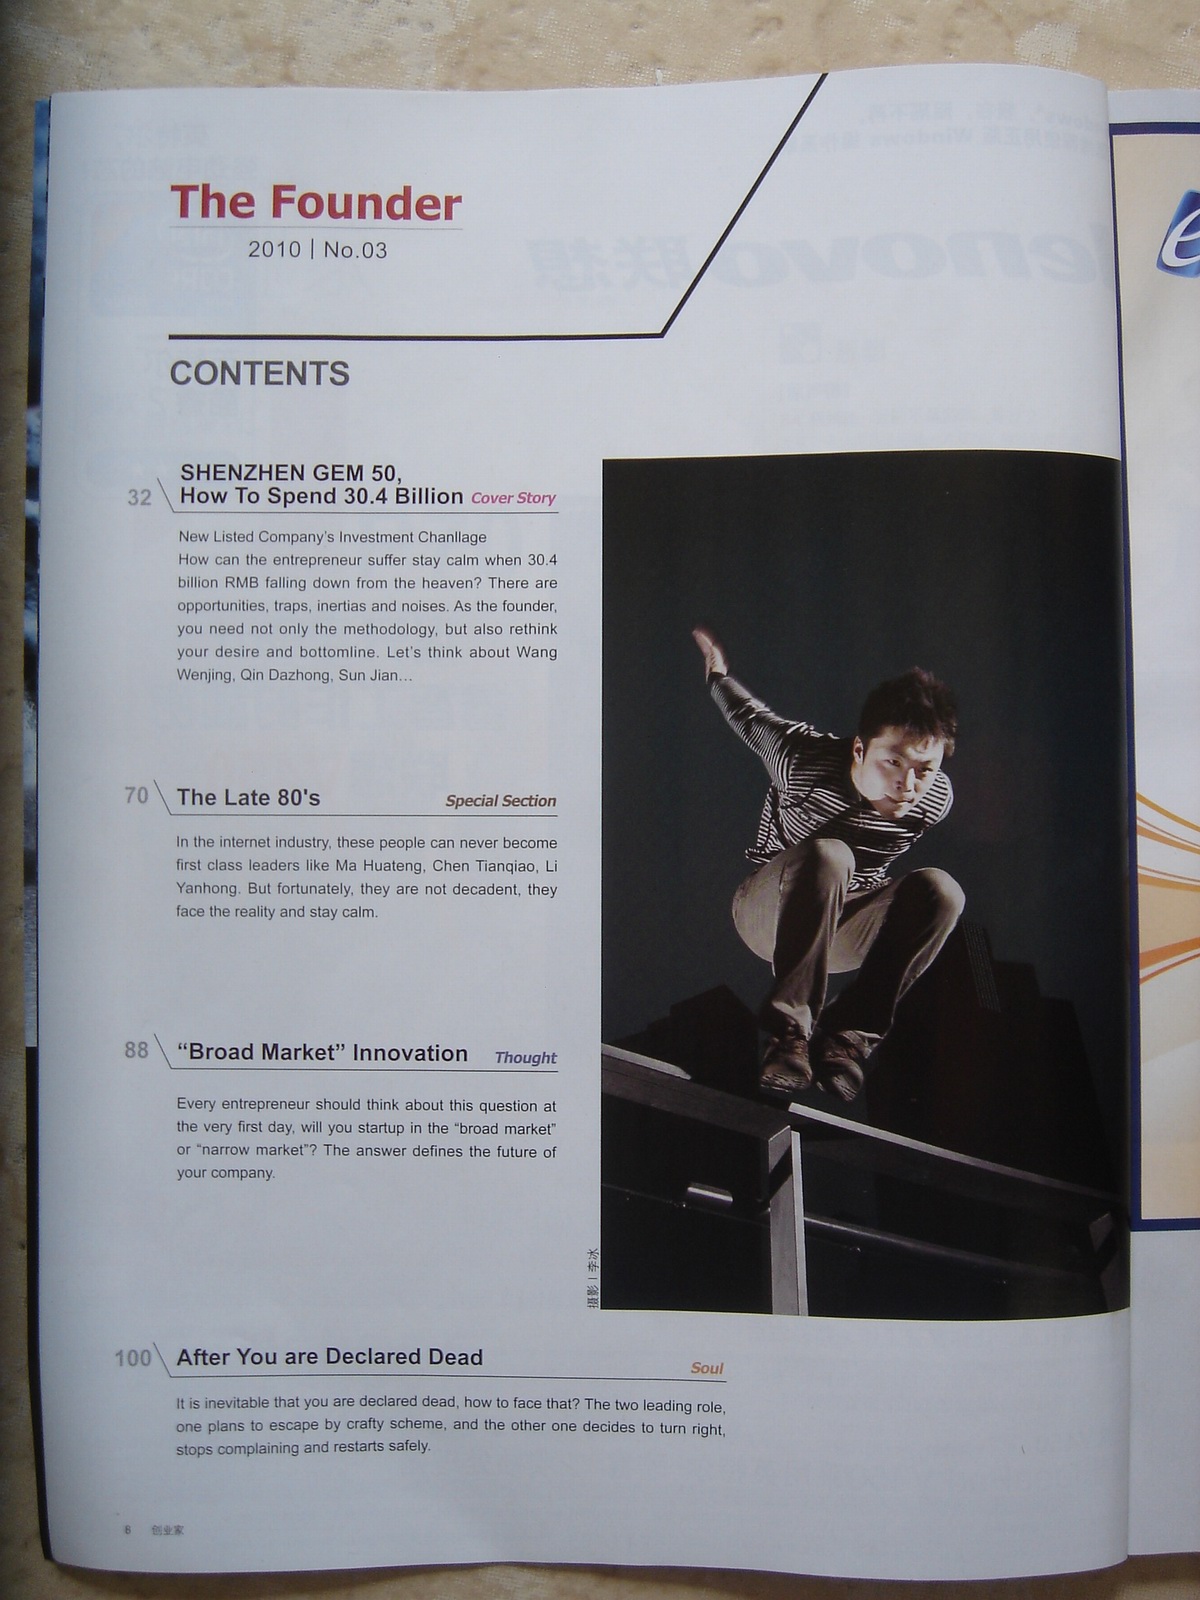 The Founder
2010 | No.03
CONTENTS
32
SHENZHEN GEM 50,
How To Spend 30.4 Billion Cover Story
New Listed Company's Investment Chanllage
How can the entrepreneur suffer stay calm when 30.4
billion RMB falling down from the heaven? There are
opportunities, traps, inertias and noises. As the founder,
you need not only the methodology, but also rethink
your desire and bottomline. Let's think about Wang
Wenjing, Qin Dazhong, Sun Jian…
70 The Late 80's Special Section
In the internet industry, these people can never become
first class leaders like Ma Huateng, Chen Tianqiao, Li
Yanhong. But fortunately, they are not decadent, they
face the reality and stay calm.
88 “Broad Market” Innovation Thought
Every entrepreneur should think about this question at
the very first day, will you startup in the “broad market”
or “narrow market”? The answer defines the future of
your company.
摄影 | 李冰
100 After You are Declared Dead Soul
It is inevitable that you are declared dead, how to face that? The two leading role,
one plans to escape by crafty scheme, and the other one decides to turn right,
stops complaining and restarts safely.
6 创业家